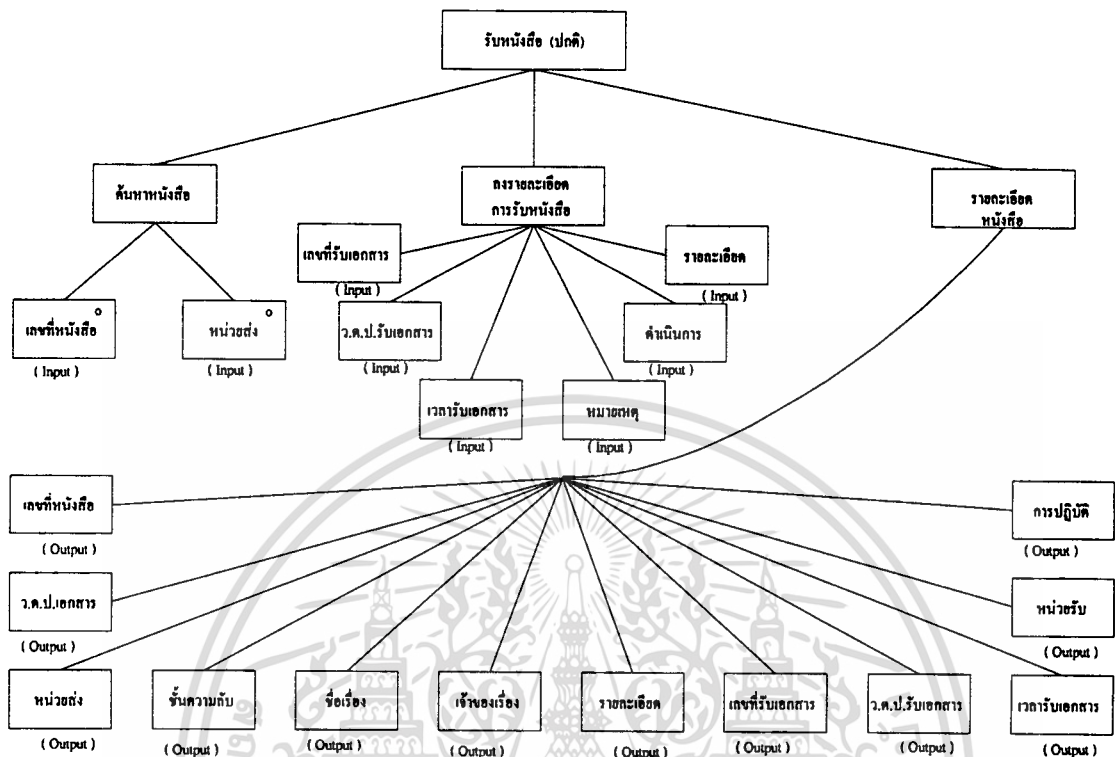 รับหนังสือ (ปกติ)
ค้นหาหนังสือ
ลงรายละเอียด
การรับหนังสือ
รายละเอียด
หนังสือ
เลขที่หนังสือ
( Input )
หน่วยส่ง
( Input )
เลขที่รับเอกสาร
(Input )
ว.ด.ป.รับเอกสาร
( Input )
เวลารับเอกสาร
( Input )
หมายเหตุ
( Input )
ดำเนินการ
( Input )
รายละเอียด
( Input )
เลขที่หนังสือ
( Output )
ว.ด.ป.เอกสาร
( Output )
หน่วยส่ง
( Output )
ชั้นความลับ
( Output )
ชื่อเรื่อง
( Output )
เจ้าของเรื่อง
( Output )
รายละเอียด
( Output )
เลขที่รับเอกสาร
( Output )
ว.ด.ป.รับเอกสาร
( Output )
เวลารับเอกสาร
( Output )
หน่วยรับ
( Output )
การปฏิบัติ
( Output )